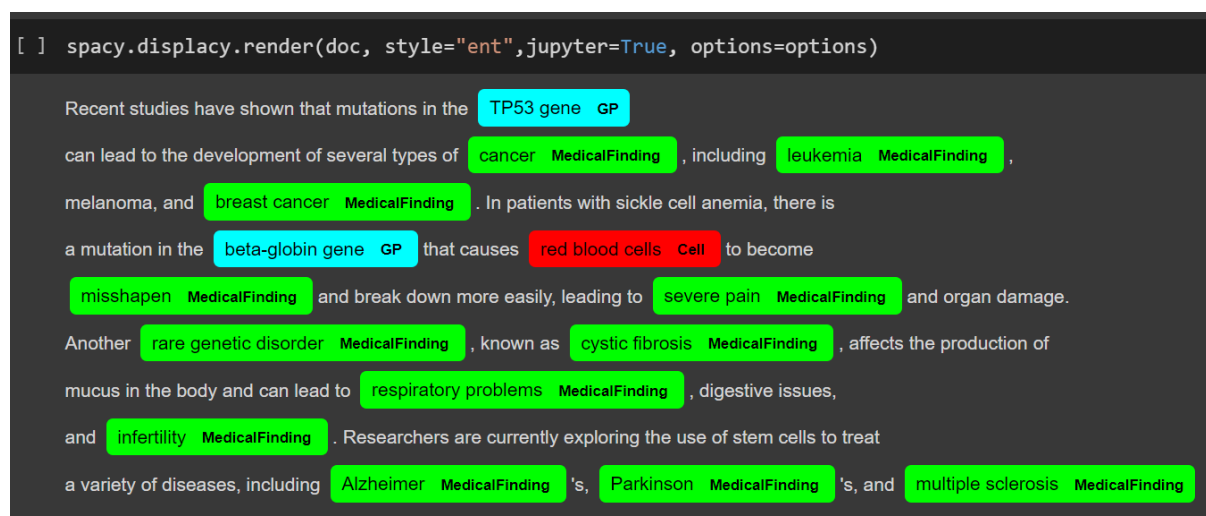 [ ] spacy.displacy.render(doc, style="ent",jupyter=True, options=options)
Recent studies have shown that mutations in the TP53 gene GP
can lead to the development of several types of cancer MedicalFinding , including leukemia MedicalFinding ,
melanoma, and breast cancer MedicalFinding . In patients with sickle cell anemia, there is
a mutation in the beta-globin gene GP that causes red blood cells Cell to become
misshapen MedicalFinding and break down more easily, leading to severe pain MedicalFinding and organ damage.
Another rare genetic disorder MedicalFinding , known as cystic fibrosis MedicalFinding , affects the production of
mucus in the body and can lead to respiratory problems MedicalFinding , digestive issues,
and infertility MedicalFinding . Researchers are currently exploring the use of stem cells to treat
a variety of diseases, including Alzheimer MedicalFinding 's, Parkinson MedicalFinding 's, and multiple sclerosis MedicalFinding